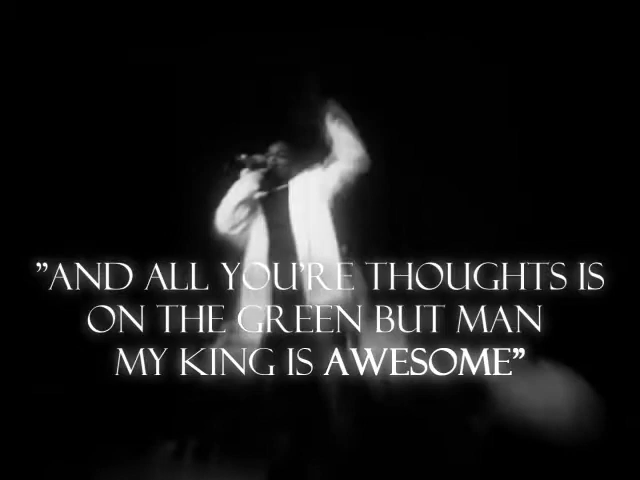 "AND ALL YOU'RE THOUGHTS IS
ON THE GREEN BUT MAN
MY KING IS AWESOME"